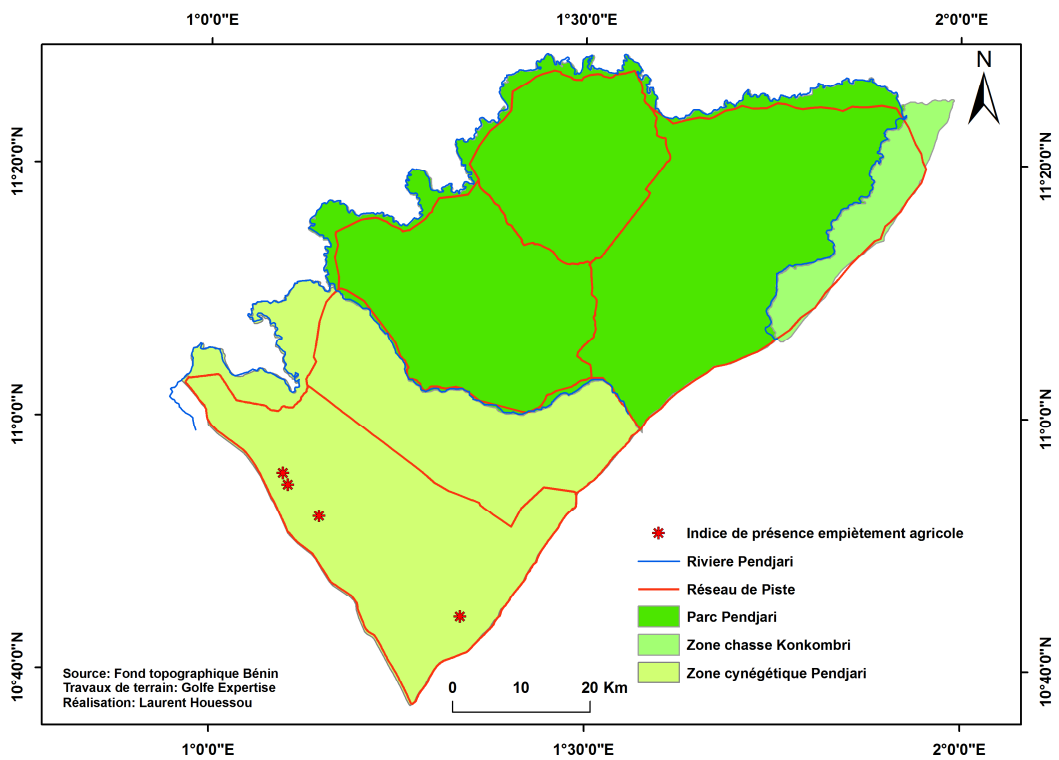 1°0'0"E
1°30'0"E
2°0'0"E
N
11°20'0"N
11°20'0"N
11°0'0"N
11°0'0"N
Indice de présence empiètement agricole
Riviere Pendjari
Réseau de Piste
Parc Pendjari
Zone chasse Konkombri
Zone cynégétique Pendjari
10°40'0"N
10°40'0"N
Source: Fond topographique Bénin
Travaux de terrain: Golfe Expertise
Réalisation: Laurent Houessou
0 10 20 Km
1°0'0"E
1°30'0"E
2°0'0"E